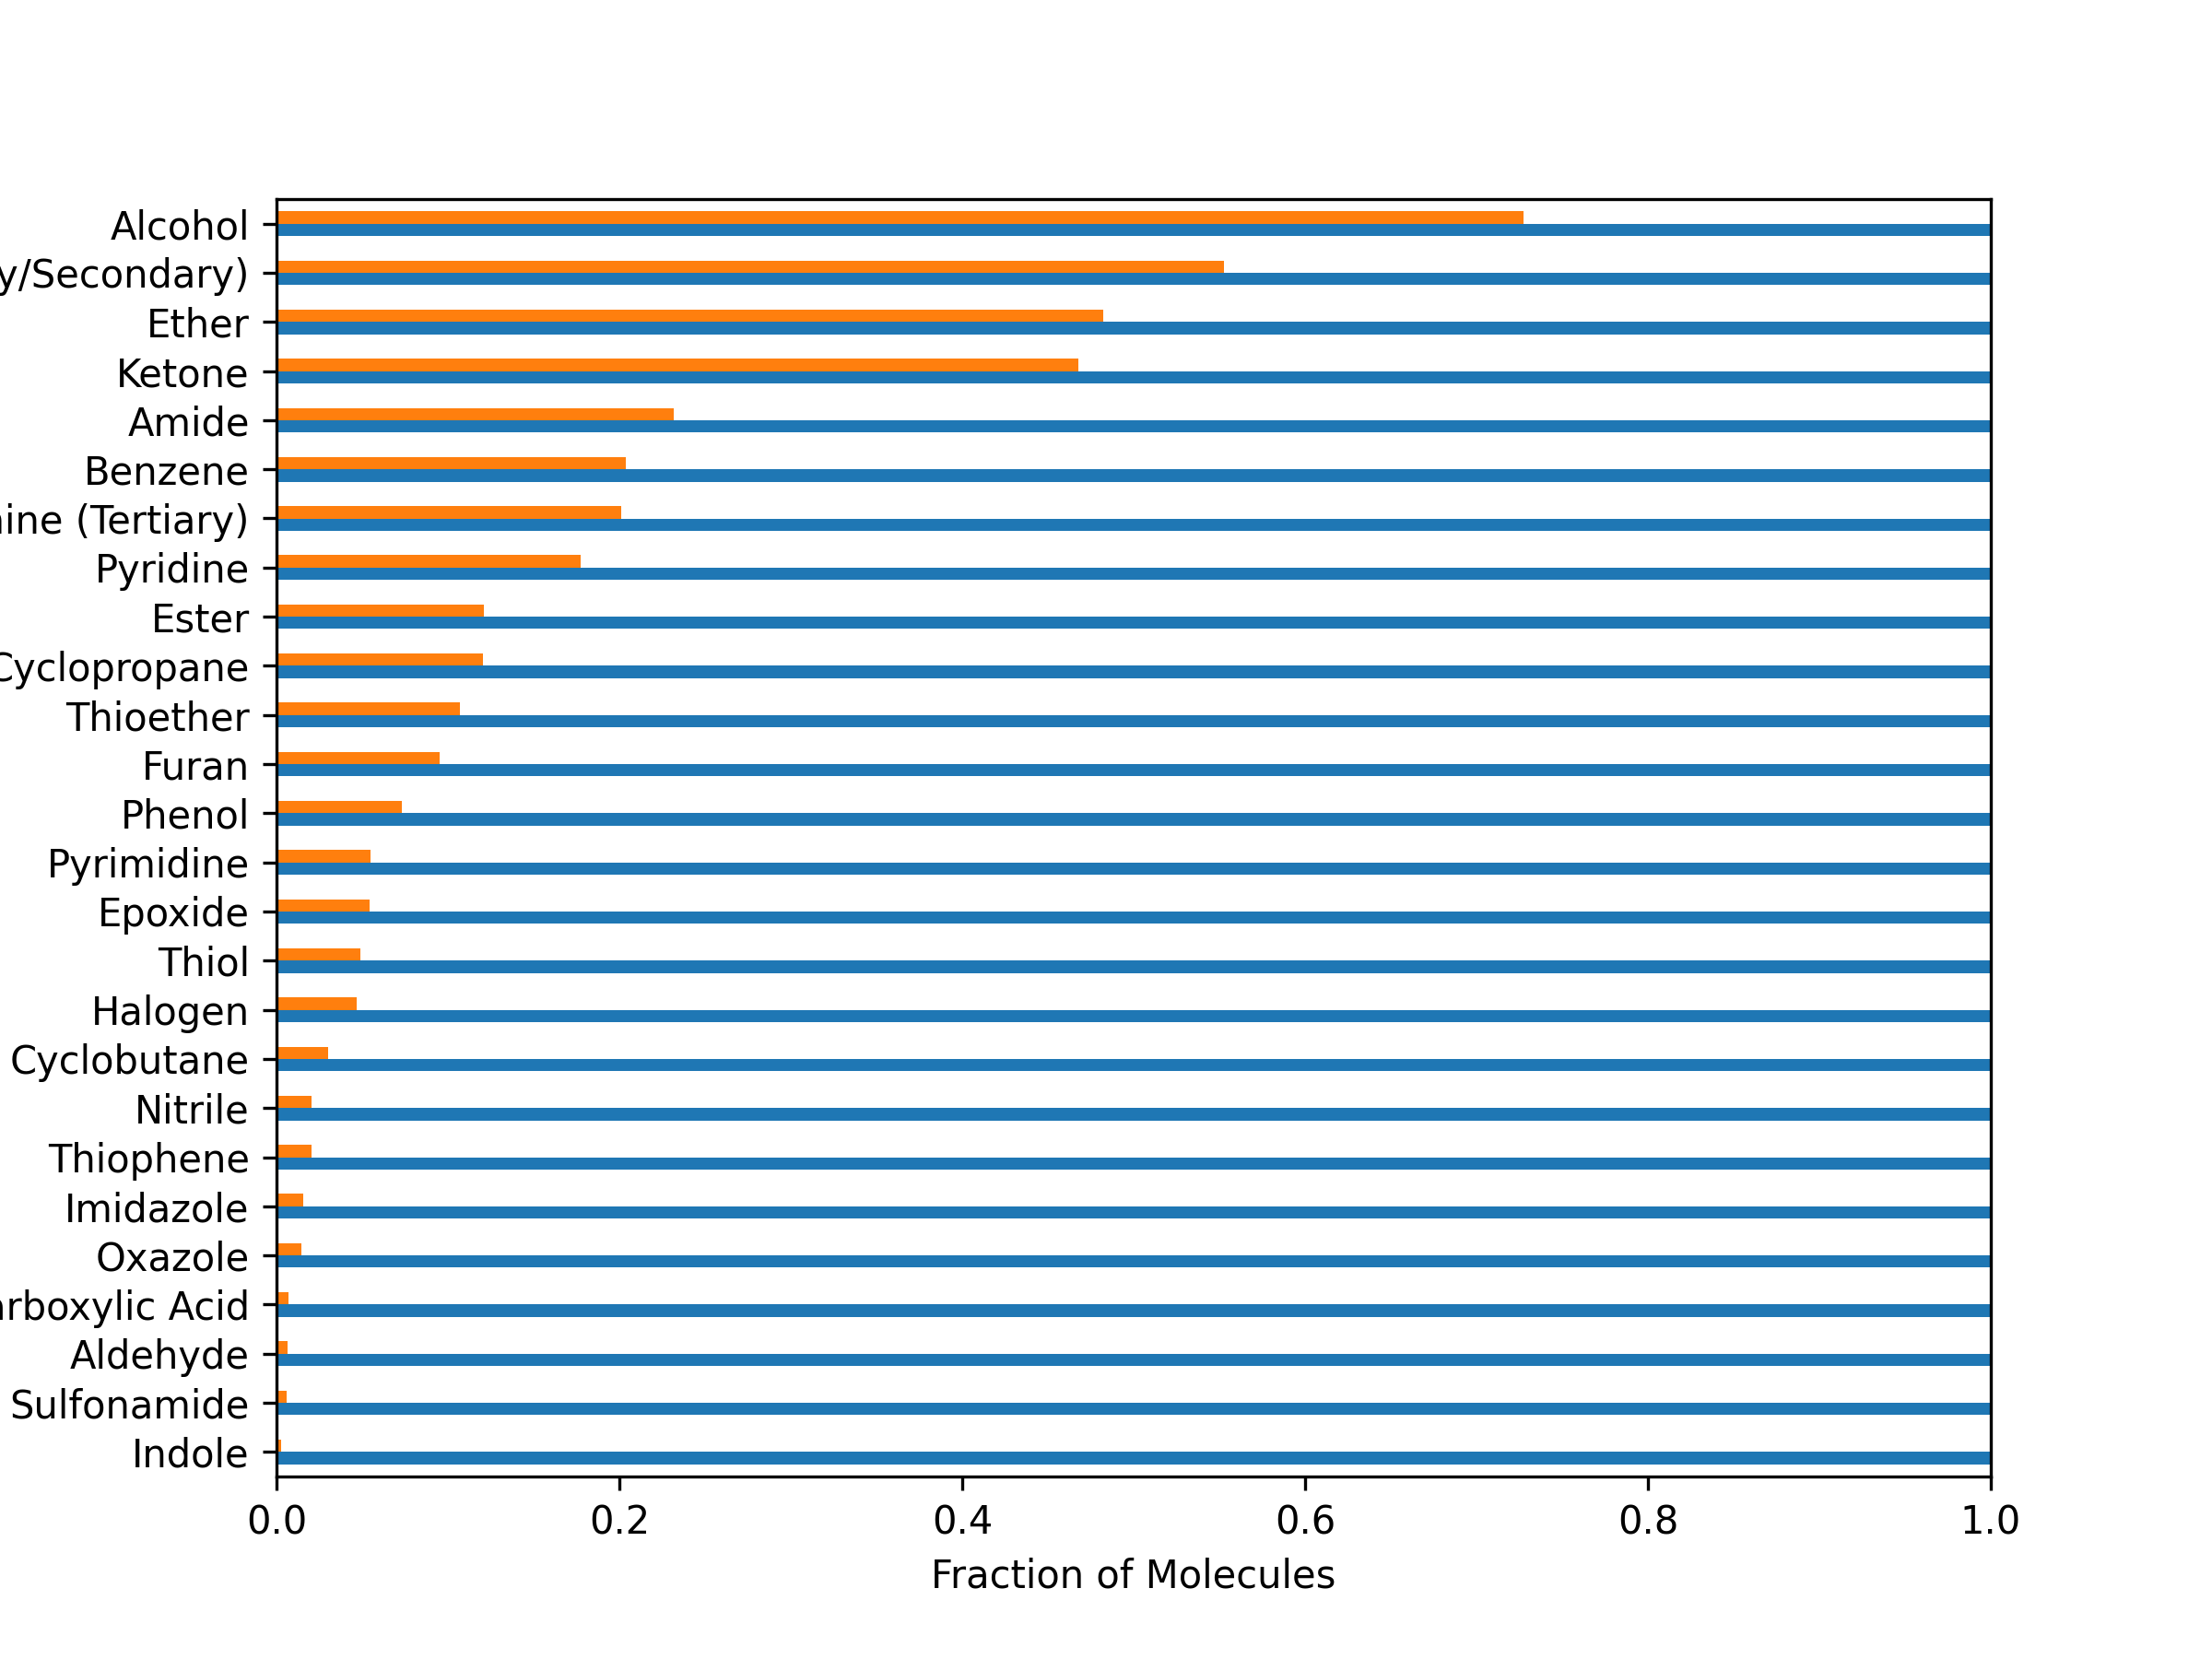 Alcohol
y/Secondary)
Ether
Ketone
Amide
Benzene
ine (Tertiary)
Pyridine
Ester
Cyclopropane
Thioether
Furan
Phenol
Pyrimidine
Epoxide
Thiol
Halogen
Cyclobutane
Nitrile
Thiophene
Imidazole
Oxazole
rboxylic Acid
Aldehyde
Sulfonamide
Indole
0.0 0.2 0.4 0.6 0.8 1.0
Fraction of Molecules